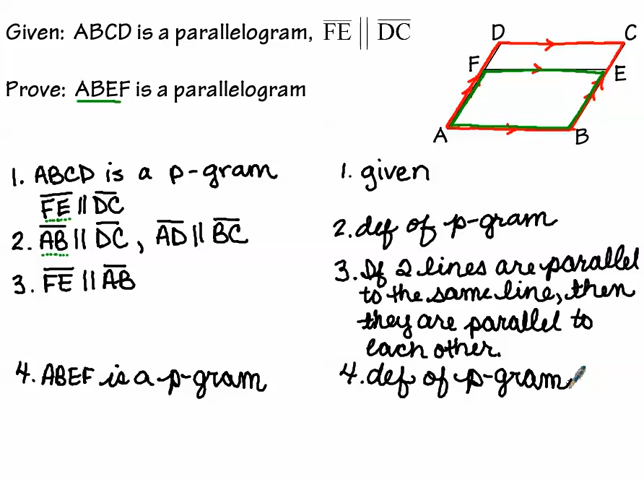 Given: ABCD is a parallelogram, FE || DC
Prove: ABEF is a parallelogram
D C
F E
A B
1. ABCD is a p-gram 1. given
FE || DC
2. AB || DC, AD || BC 2. def of p-gram
3. FE || AB 3. If 2 lines are parallel
to the same line, then
they are parallel to
each other.
4. ABEF is a p-gram 4. def of p-gram